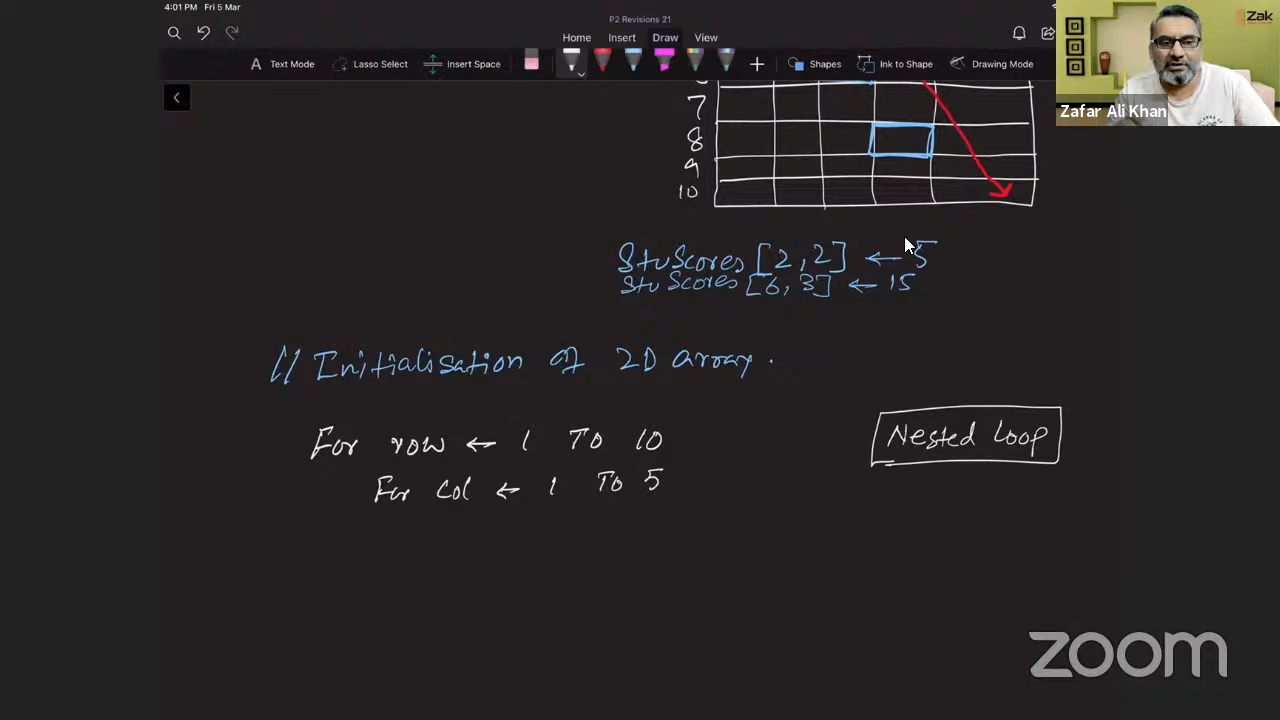 4:01 PM Fri 5 Mar
P2 Revisions 21
Home Insert Draw View
Text Mode Lasso Select Insert Space Shapes Ink to Shape Drawing Mode
Zak
Zafar Ali Khan
7
8
9
10
StuScores [2,2] ← 5
StuScores [6,3] ← 15
// Initialisation of 2D array.
For row ← 1 To 10
Nested Loop
For Col ← 1 To 5
zoom